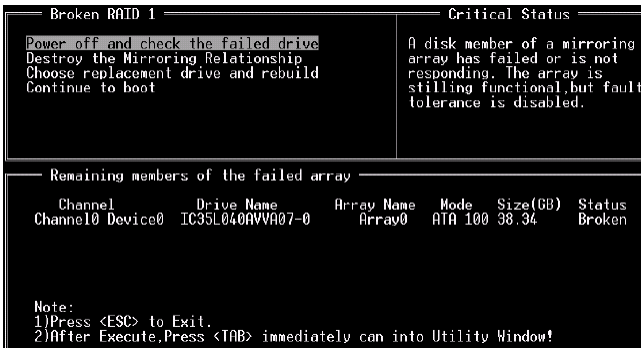 Broken RAID 1
Power off and check the failed drive
Destroy the Mirroring Relationship
Choose replacement drive and rebuild
Continue to boot
Critical Status
A disk member of a mirroring
array has failed or is not
responding. The array is
stilling functional,but fault
tolerance is disabled.
Remaining members of the failed array
Channel Drive Name Array Name Mode Size(GB) Status
Channel0 Device0 IC35L040AVVA07-0 Array0 ATA 100 38.34 Broken
Note:
1)Press <ESC> to Exit.
2)After Execute,Press <TAB> immediately can into Utility Window!